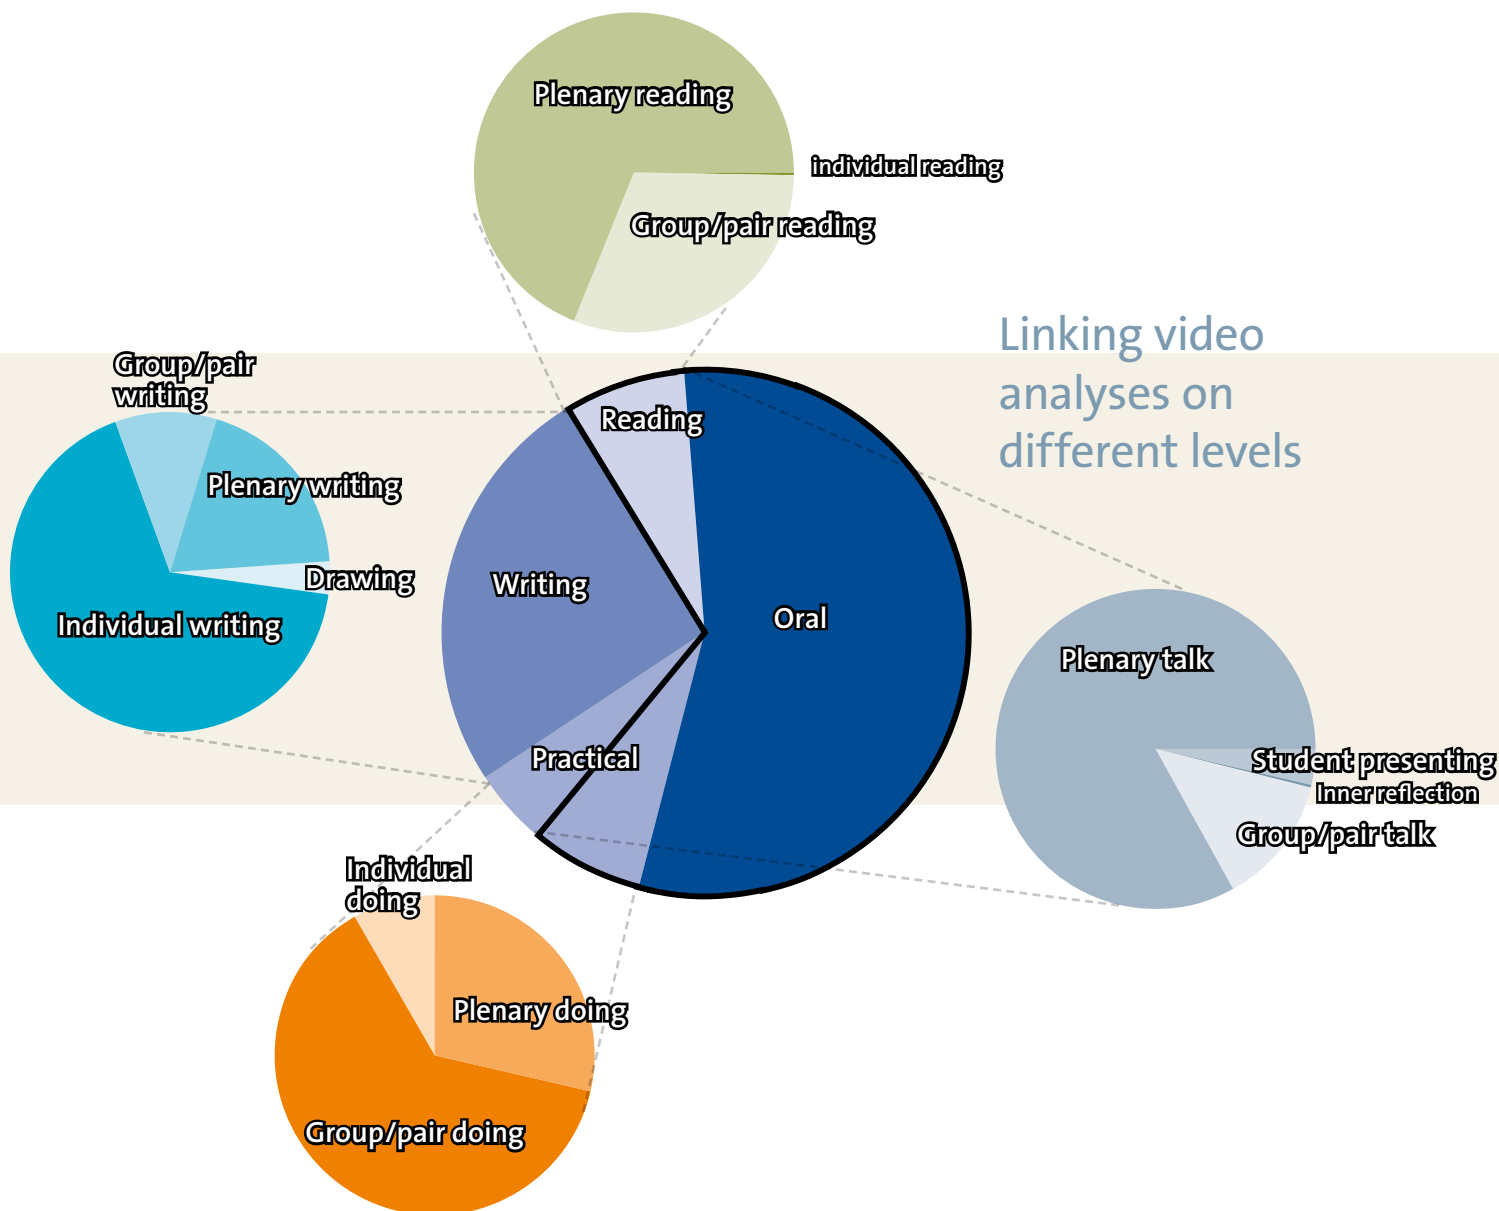 Plenary reading
individual reading
Group/pair reading
Linking video
analyses on
different levels
Group/pair
writing
Reading
Plenary writing
Drawing
Writing
Individual writing
Oral
Plenary talk
Practical
Student presenting
Inner reflection
Group/pair talk
Individual
doing
Plenary doing
Group/pair doing